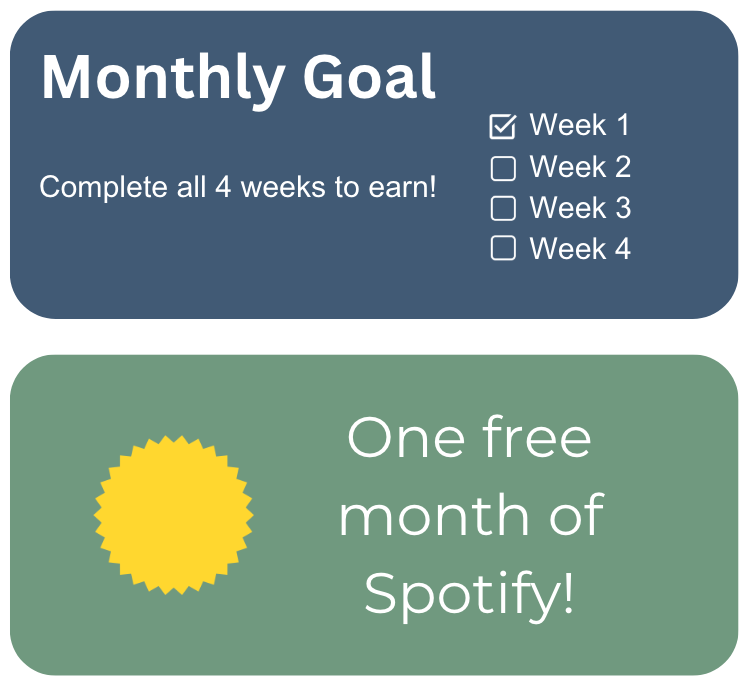 Monthly Goal
Complete all 4 weeks to earn!
Week 1
Week 2
Week 3
Week 4
One free
month of
Spotify!